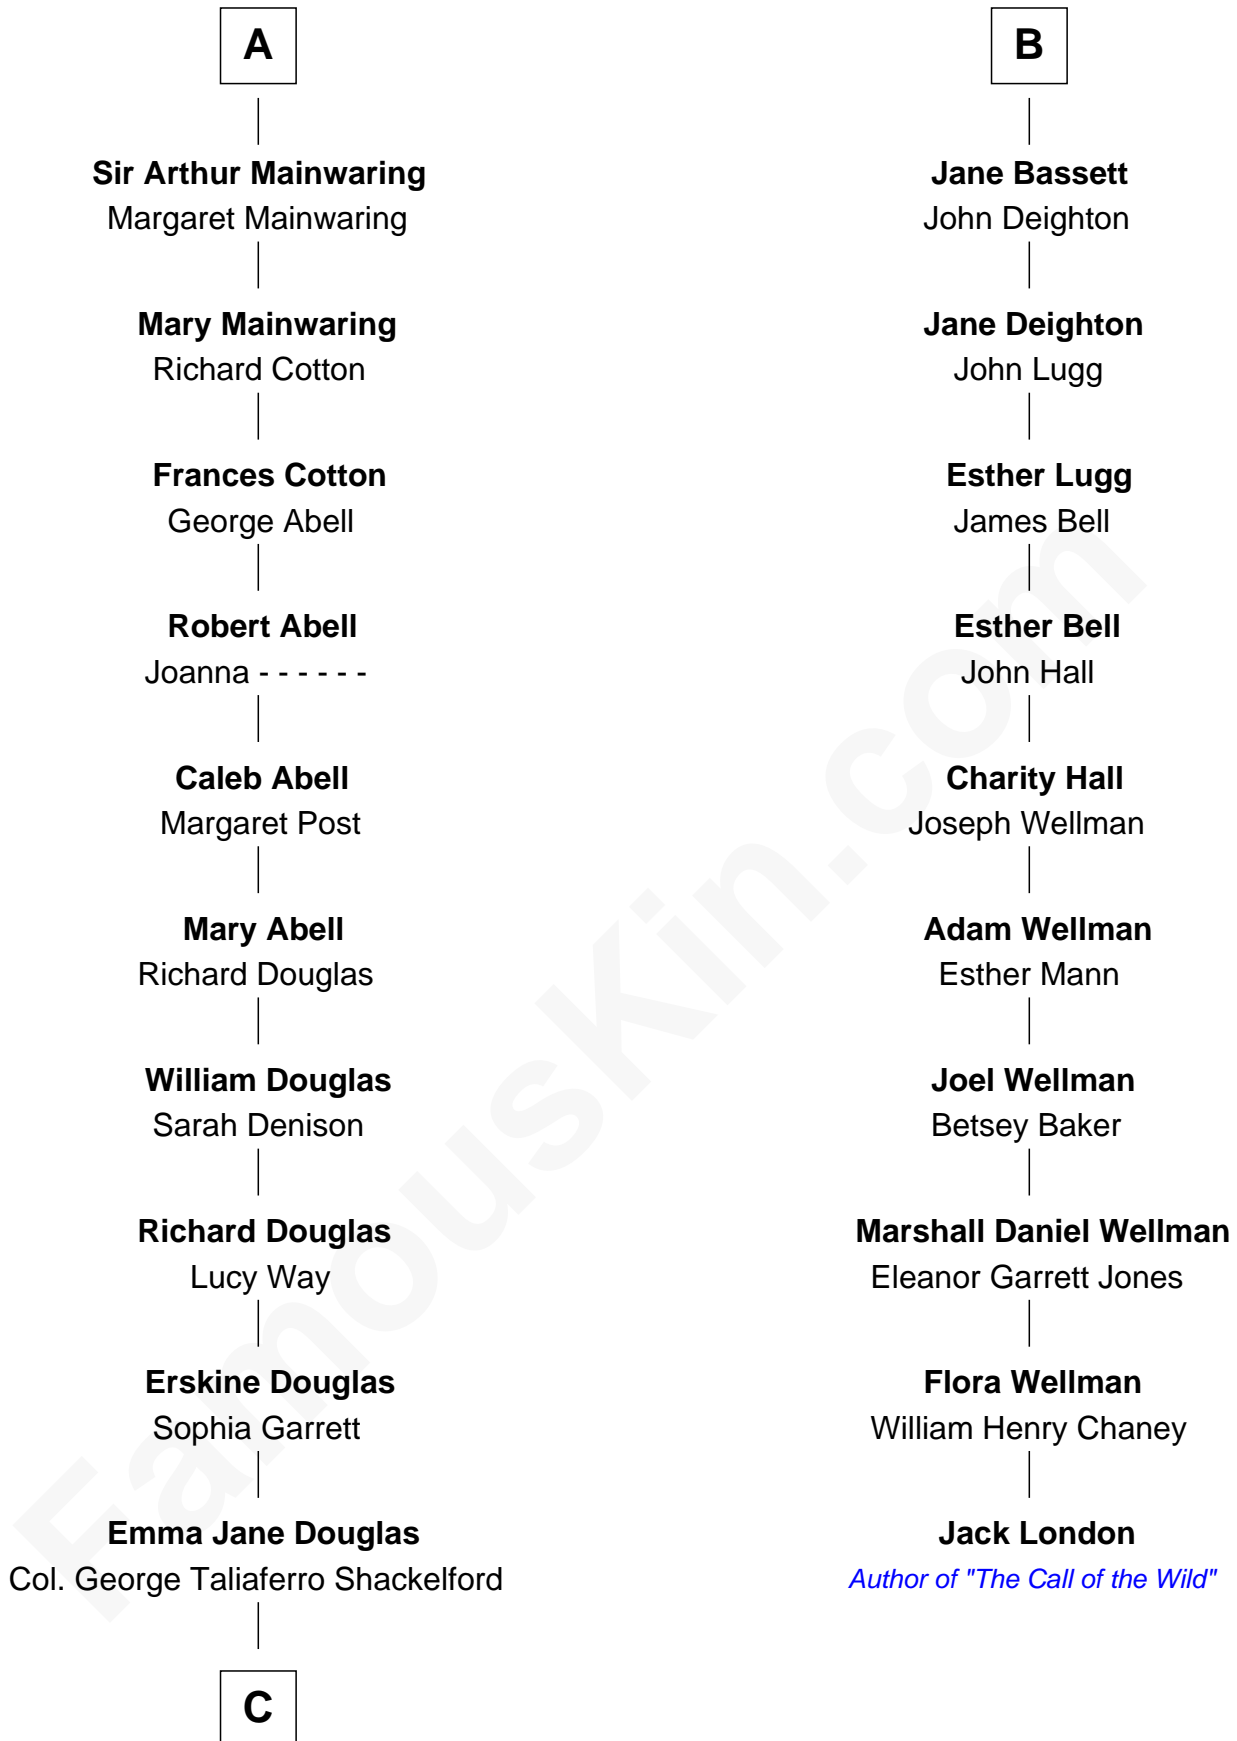 A
Sir Arthur Mainwaring
Margaret Mainwaring
Mary Mainwaring
Richard Cotton
Frances Cotton
George Abell
Robert Abell
Joanna - - - - - -
Caleb Abell
Margaret Post
Mary Abell
Richard Douglas
William Douglas
Sarah Denison
Richard Douglas
Lucy Way
Erskine Douglas
Sophia Garrett
Emma Jane Douglas
Col. George Taliaferro Shackelford
C
B
Jane Bassett
John Deighton
Jane Deighton
John Lugg
Esther Lugg
James Bell
Esther Bell
John Hall
Charity Hall
Joseph Wellman
Adam Wellman
Esther Mann
Joel Wellman
Betsey Baker
Marshall Daniel Wellman
Eleanor Garrett Jones
Flora Wellman
William Henry Chaney
Jack London
Author of "The Call of the Wild"
FamousKin.com